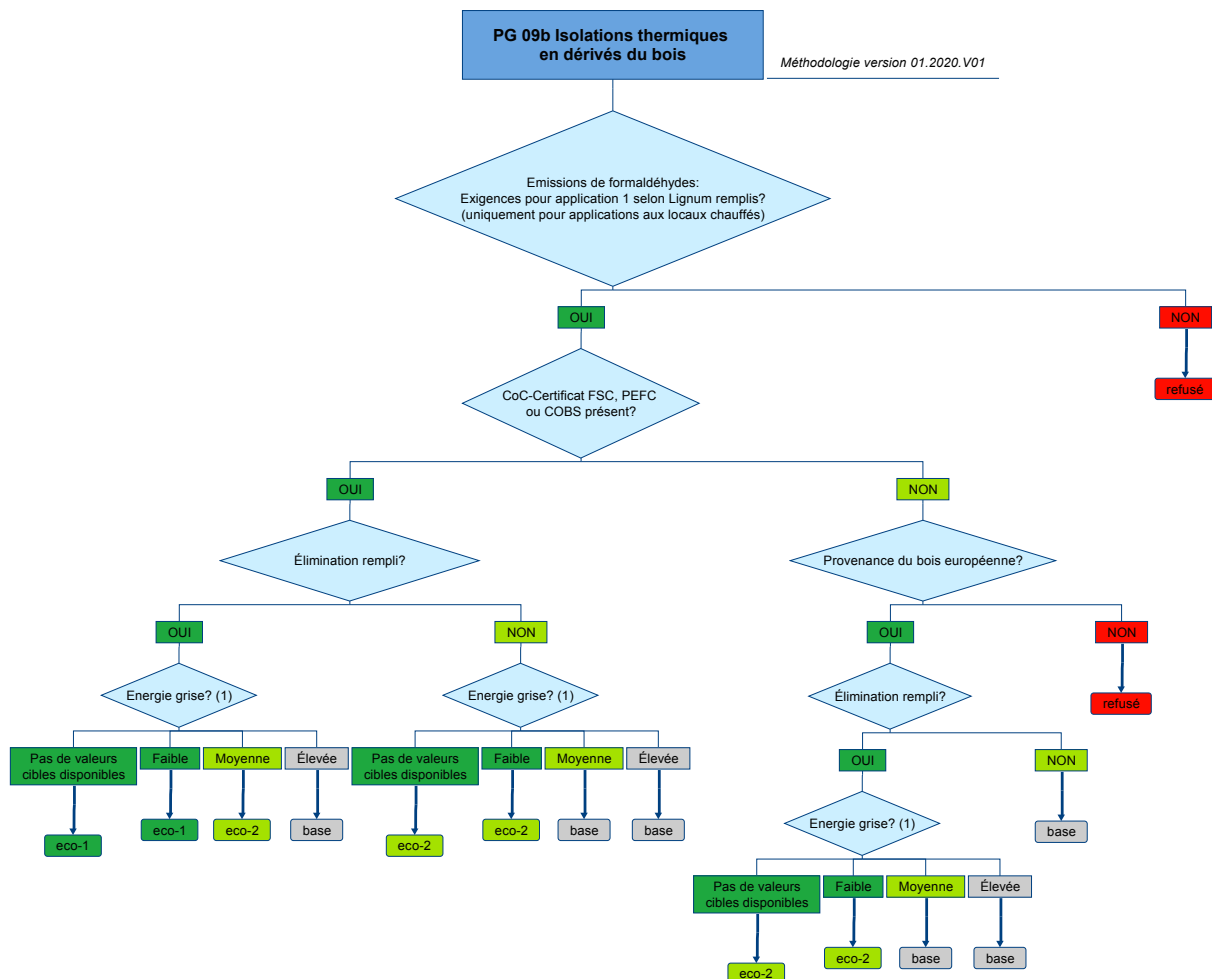 PG 09b Isolations thermiques
en dérivés du bois
Méthodologie version 01.2020.V01
Emissions de formaldéhydes:
Exigences pour application 1 selon Lignum remplis?
(uniquement pour applications aux locaux chauffés)
OUI
NON
CoC-Certificat FSC, PEFC
ou COBS présent?
refusé
OUI
NON
Élimination rempli?
Provenance du bois européenne?
OUI
NON
OUI
NON
Energie grise? (1)
Energie grise? (1)
Élimination rempli?
refusé
Pas de valeurs
cibles disponibles
Faible
Moyenne
Élevée
Pas de valeurs
cibles disponibles
Faible
Moyenne
Élevée
OUI
NON
eco-1
eco-1
eco-2
base
eco-2
eco-2
base
base
Energie grise? (1)
base
Pas de valeurs
cibles disponibles
Faible
Moyenne
Élevée
eco-2
eco-2
base
base